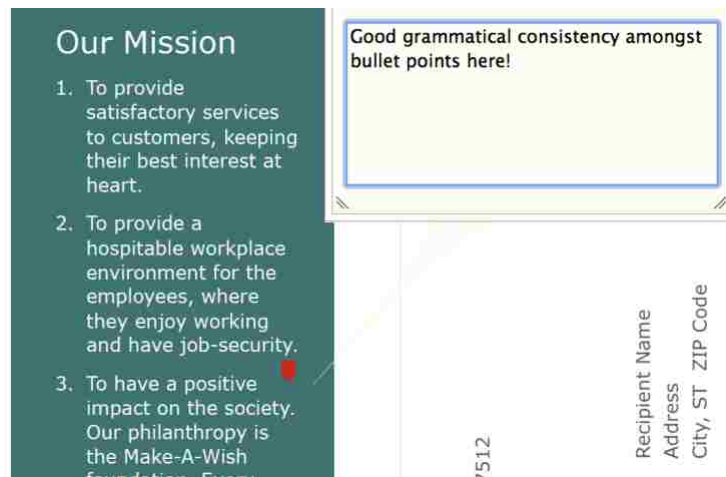 Our Mission
1. To provide
satisfactory services
to customers, keeping
their best interest at
heart.
2. To provide a
hospitable workplace
environment for the
employees, where
they enjoy working
and have job-security.
3. To have a positive
impact on the society.
Our philanthropy is
the Make-A-Wish
foundation. Every
Good grammatical consistency amongst
bullet points here!
7512
Recipient Name
Address
City, ST ZIP Code